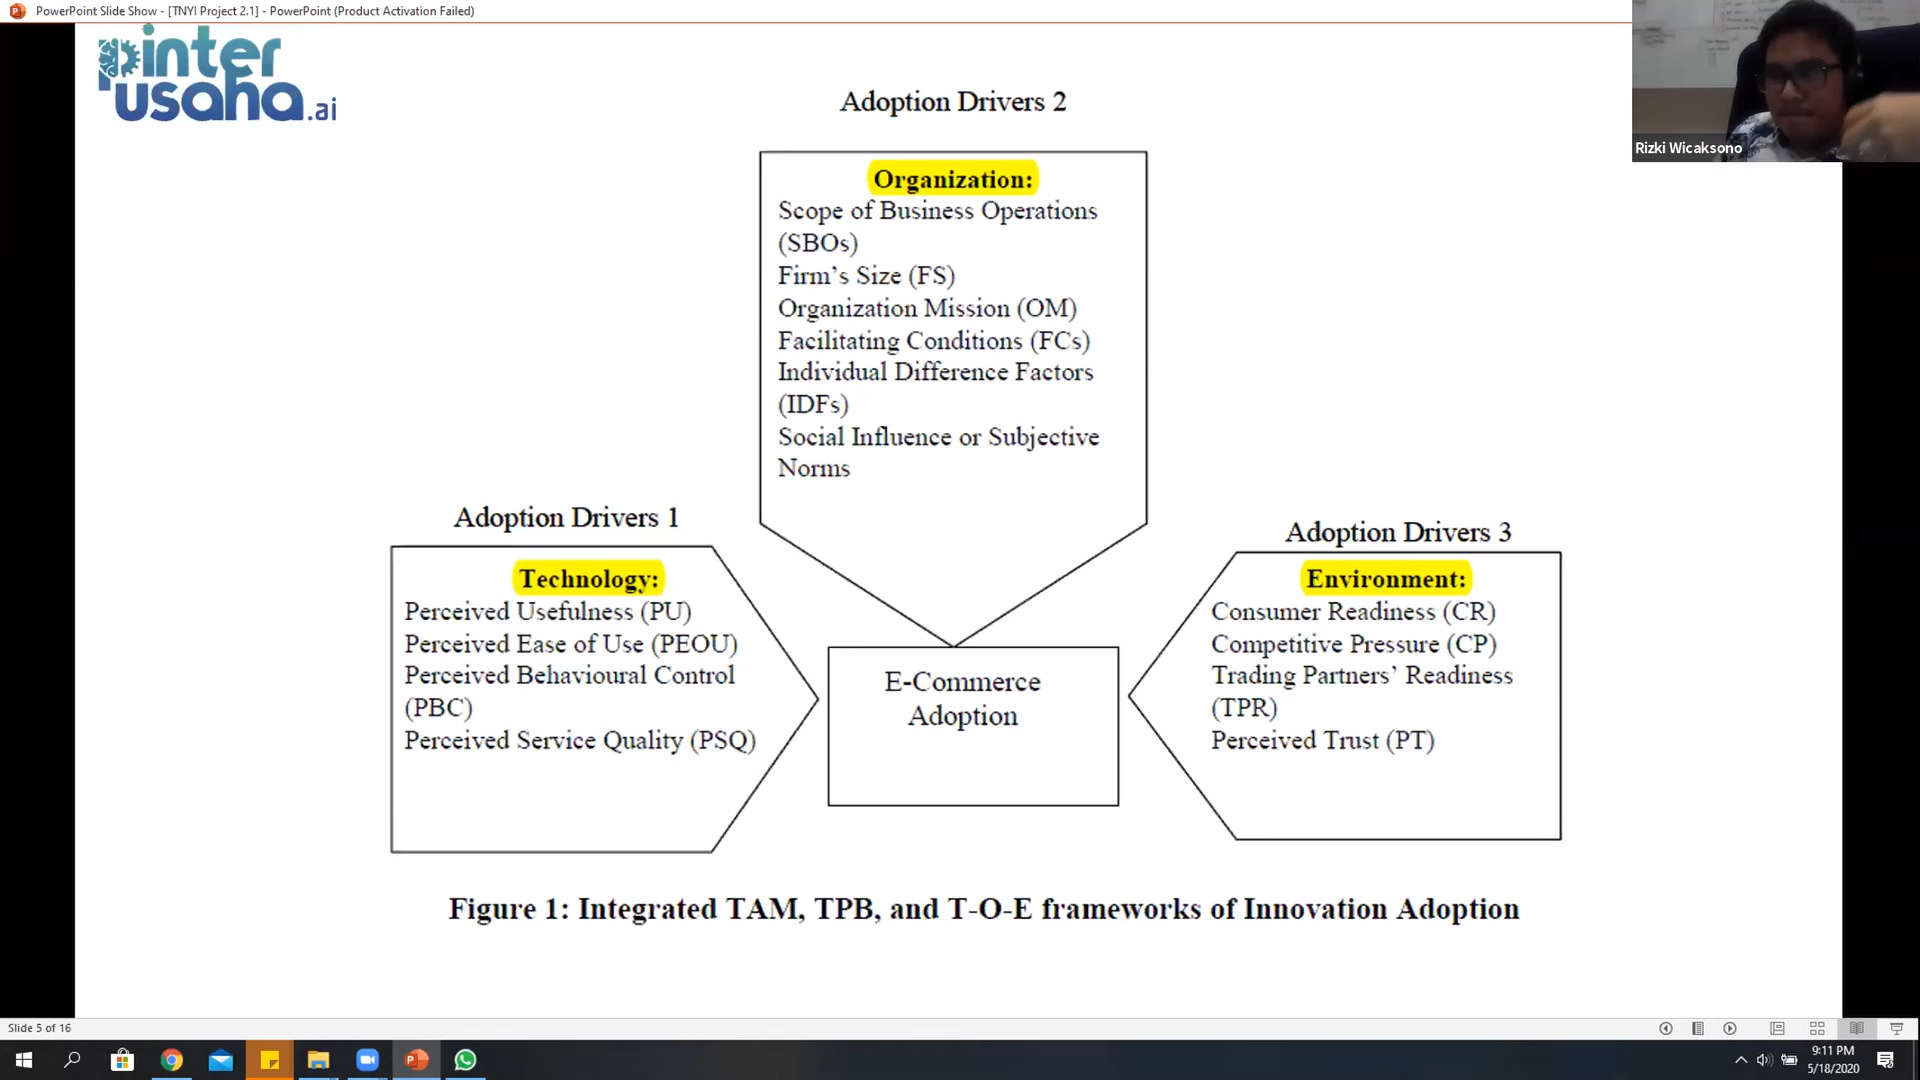 PowerPoint Slide Show - [TNYI Project 2.1] - PowerPoint (Product Activation Failed)
pinter
usaha.ai
Rizki Wicaksono
Adoption Drivers 2
Organization:
Scope of Business Operations
(SBOs)
Firm's Size (FS)
Organization Mission (OM)
Facilitating Conditions (FCs)
Individual Difference Factors
(IDFs)
Social Influence or Subjective
Norms
Adoption Drivers 1
Technology:
Perceived Usefulness (PU)
Perceived Ease of Use (PEOU)
Perceived Behavioural Control
(PBC)
Perceived Service Quality (PSQ)
E-Commerce
Adoption
Adoption Drivers 3
Environment:
Consumer Readiness (CR)
Competitive Pressure (CP)
Trading Partners' Readiness
(TPR)
Perceived Trust (PT)
Figure 1: Integrated TAM, TPB, and T-O-E frameworks of Innovation Adoption
Slide 5 of 16
9:11 PM
5/18/2020